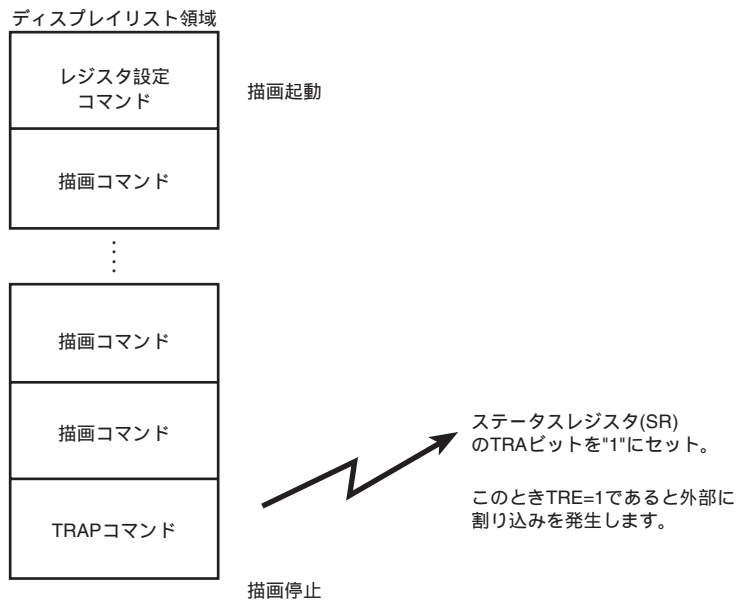 ディスプレイリスト領域
レジスタ設定
コマンド
描画起動
描画コマンド
描画コマンド
描画コマンド
ステータスレジスタ(SR)
のTRAビットを"1"にセット。
このときTRE=1であると外部に
割り込みを発生します。
TRAPコマンド
描画停止